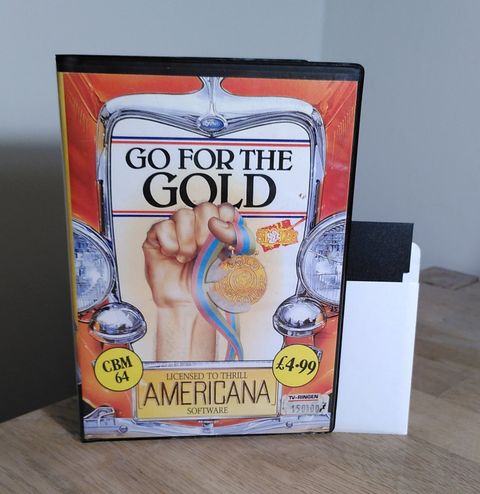 GO FOR THE
GOLD
CBM
64
£4·99
LICENSED TO THRILL
AMERICANA
SOFTWARE
TV-RINGEN